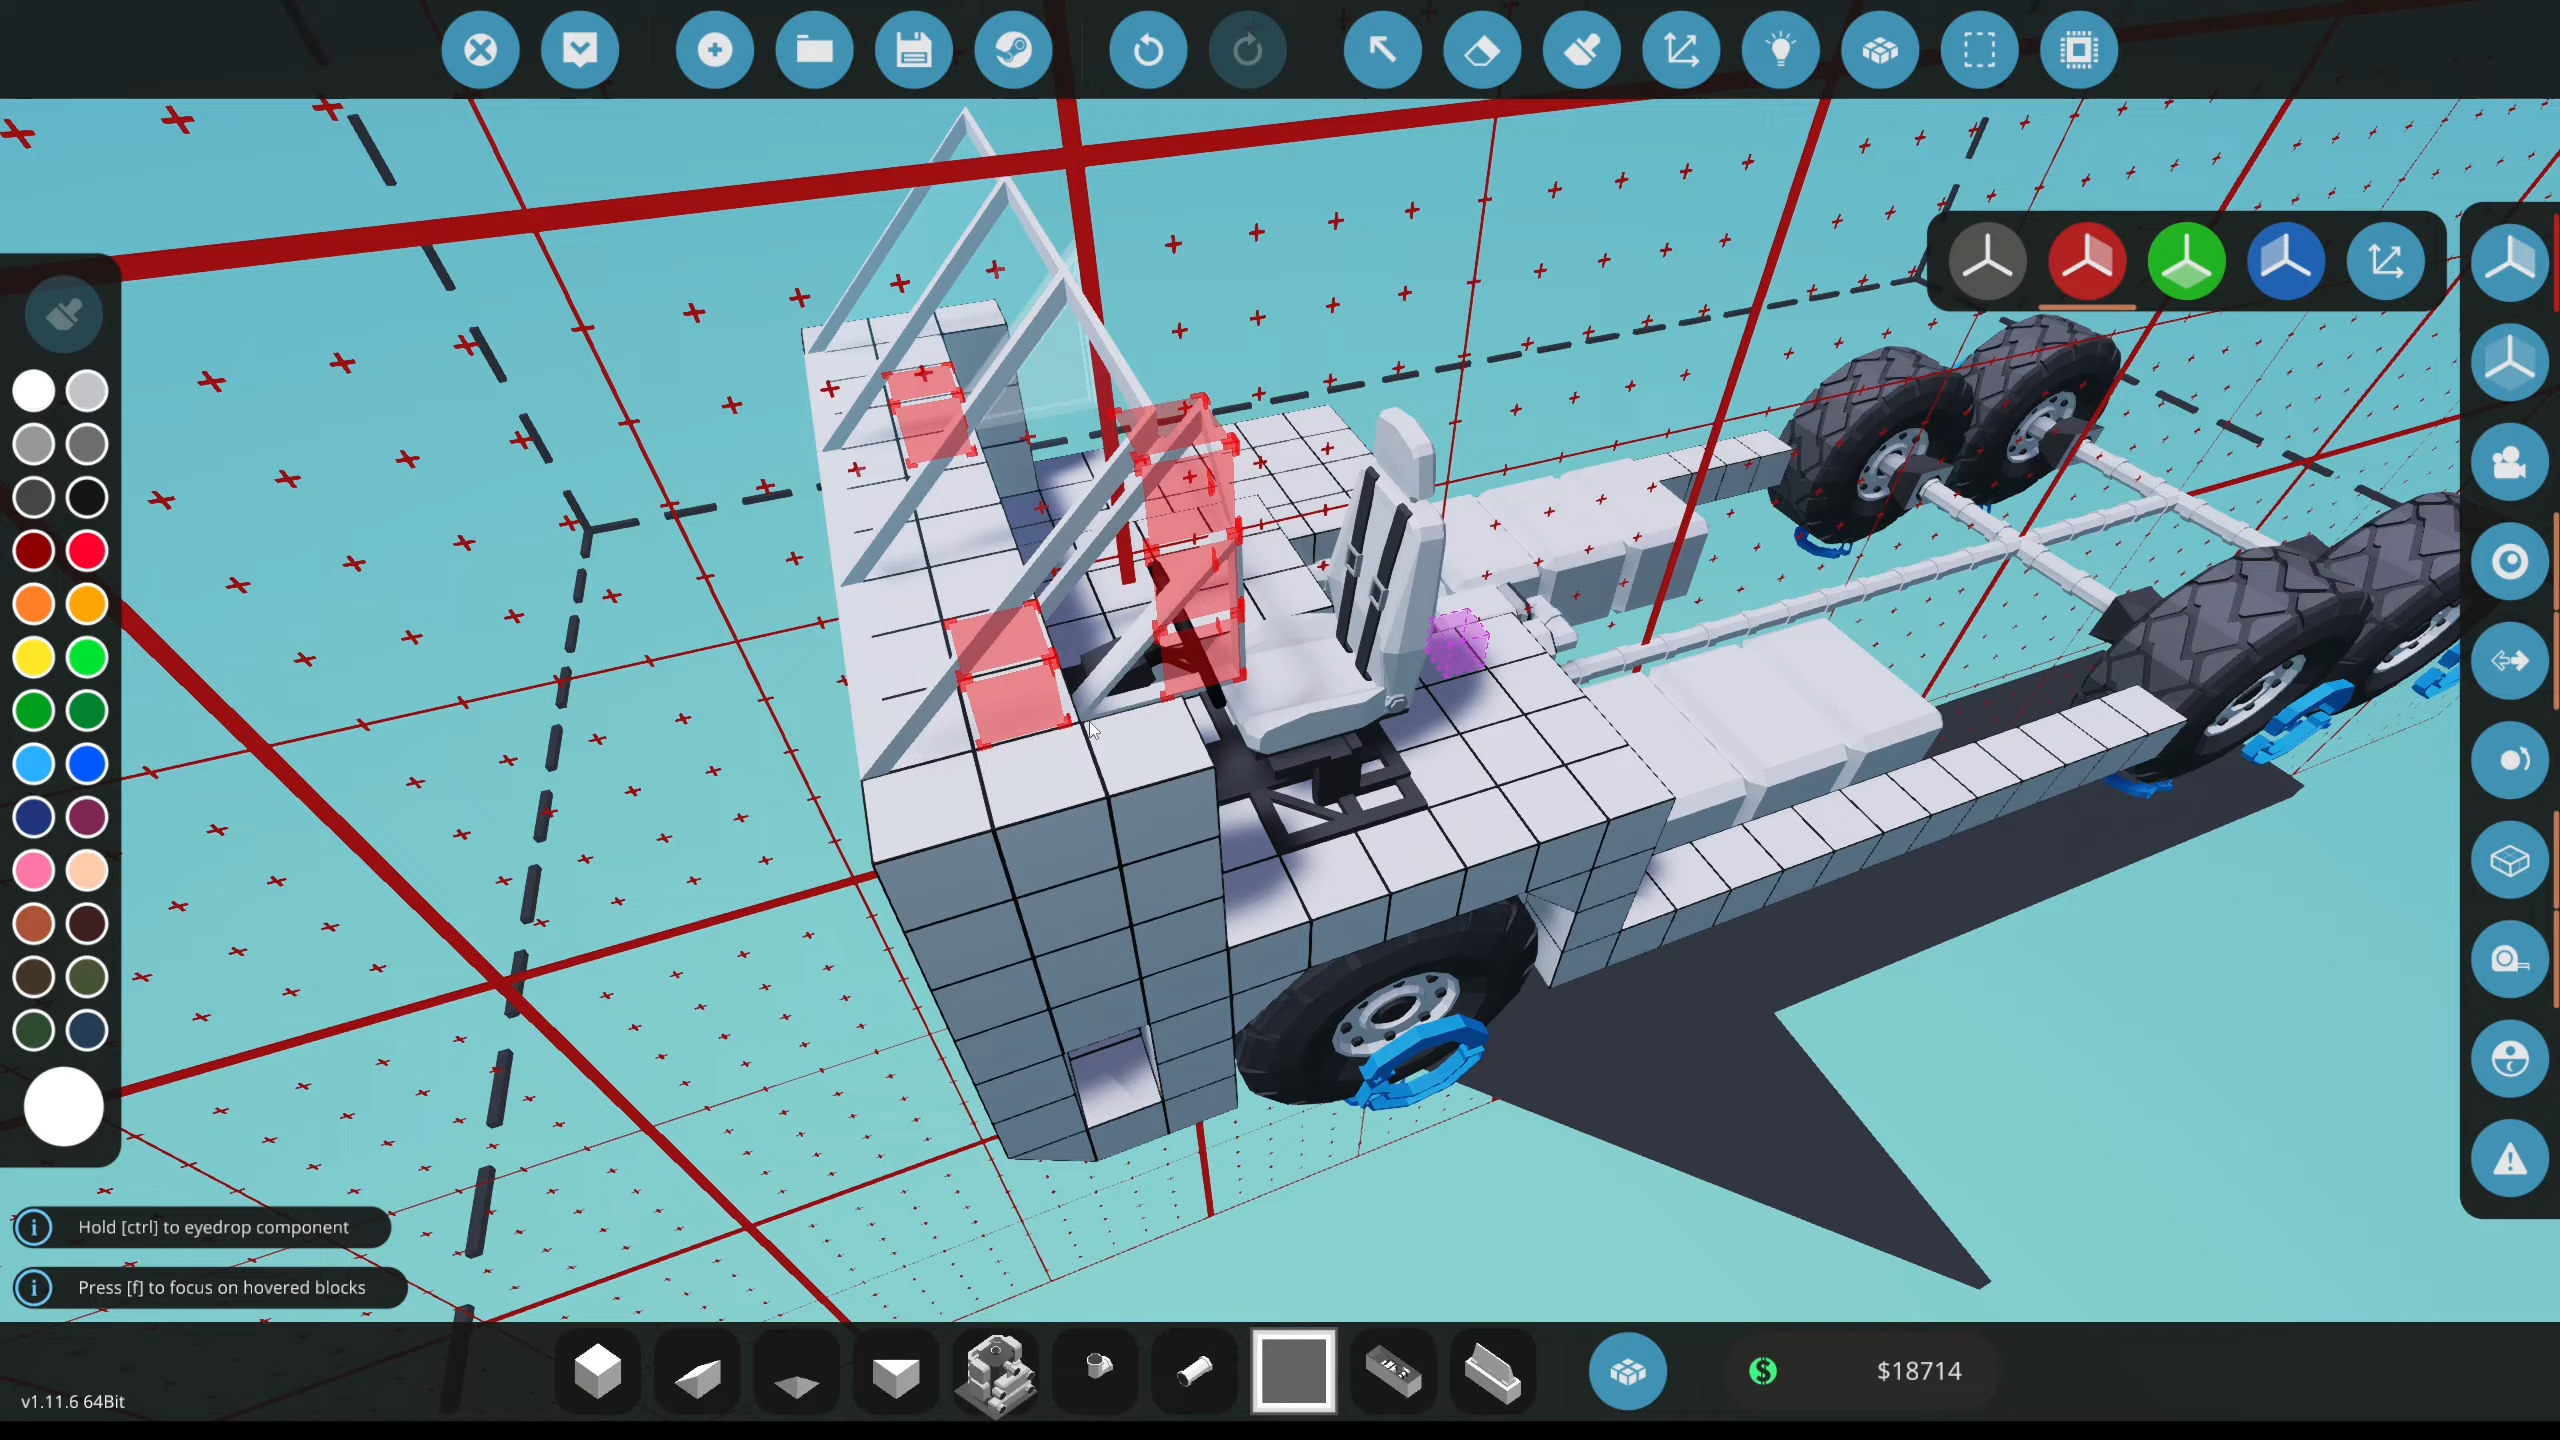 Hold [ctrl] to eyedrop component
Press [f] to focus on hovered blocks
v1.11.6 64Bit
$
$18714